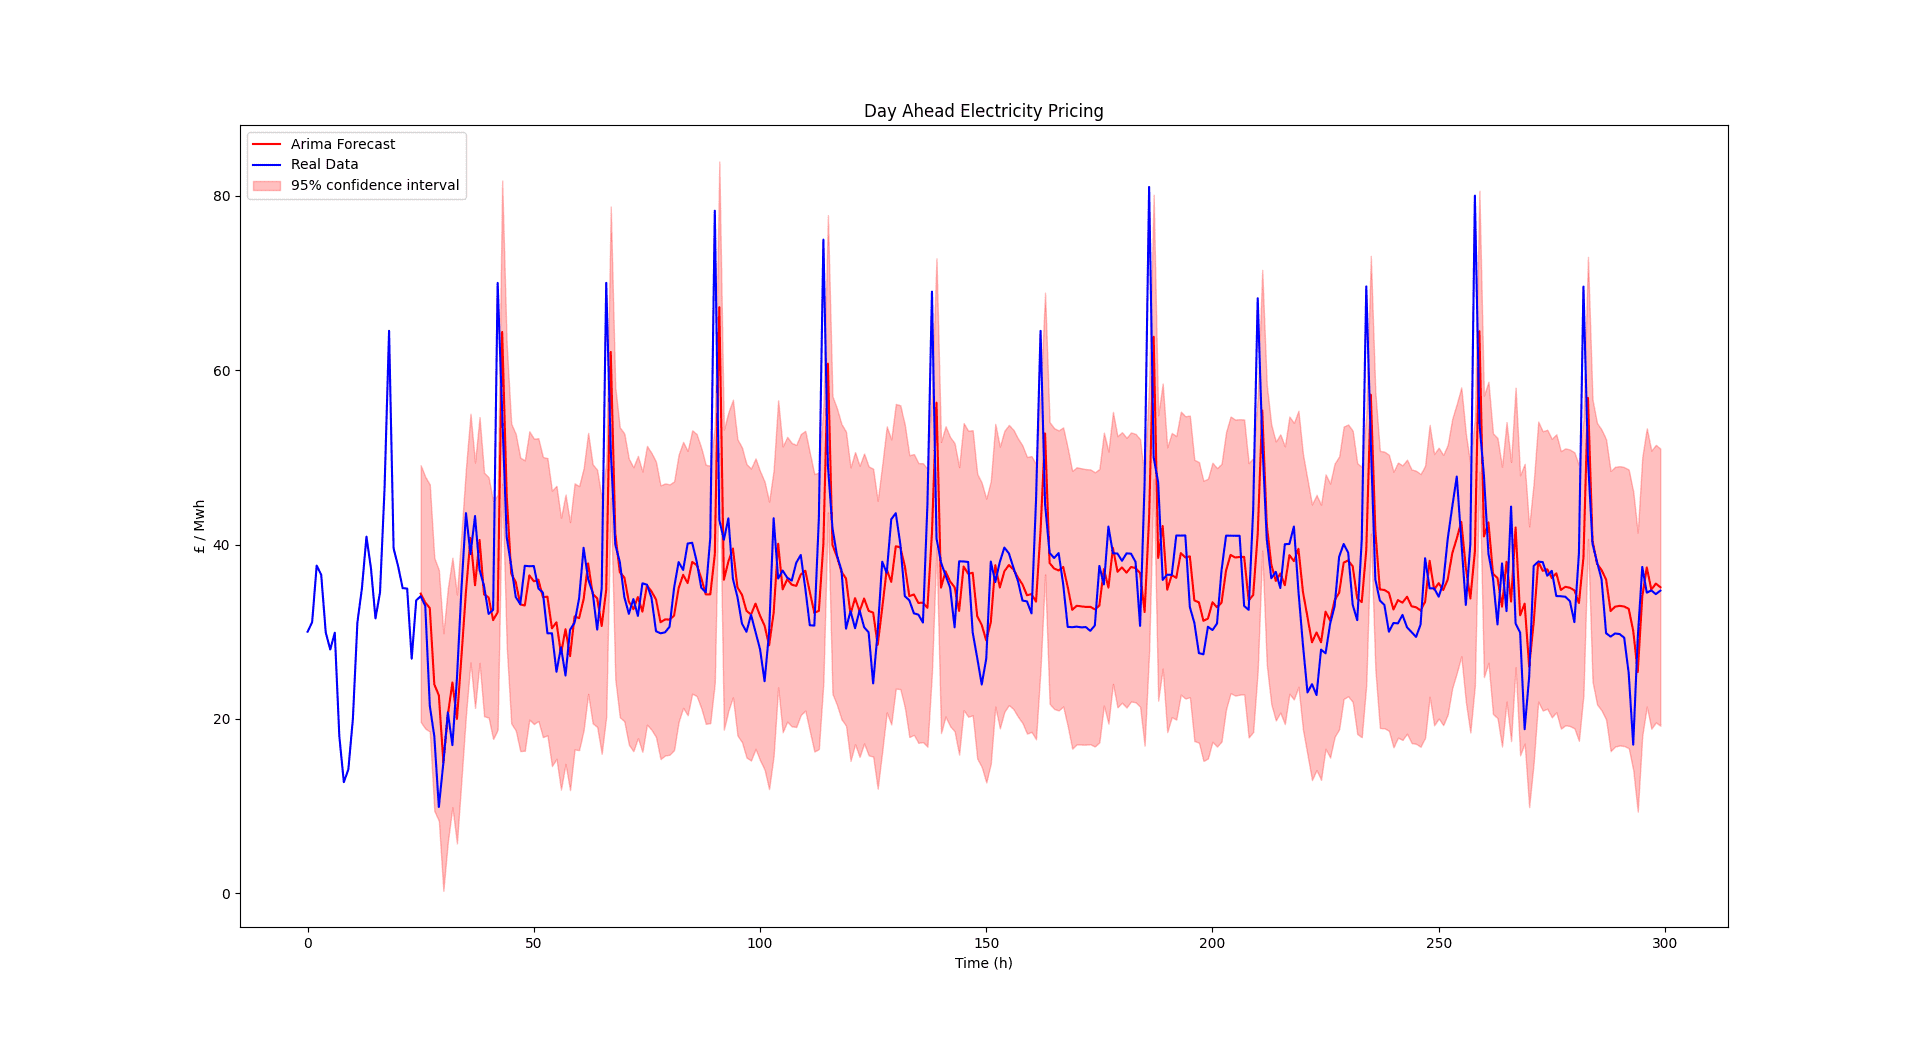 Day Ahead Electricity Pricing
Arima Forecast
Real Data
95% confidence interval
£ / Mwh
80
60
40
20
0
0 50 100 150 200 250 300
Time (h)